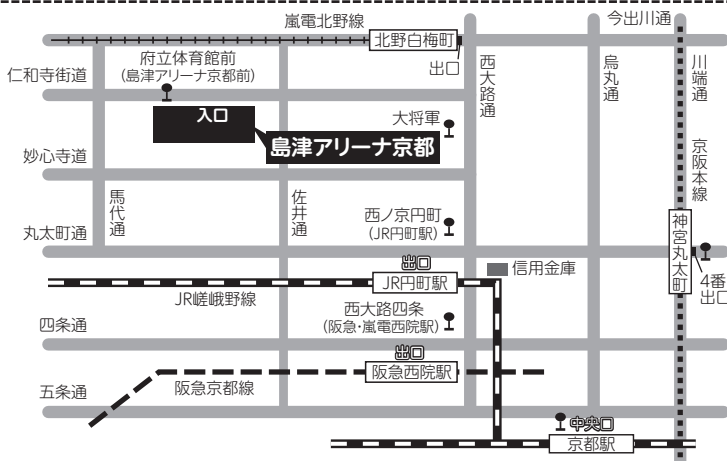 嵐電北野線
今出川通
北野白梅町
出口
仁和寺街道
府立体育館前
(島津アリーナ京都前)
西大路通
烏丸通
川端通
入口
大将軍
島津アリーナ京都
妙心寺道
京阪本線
馬代通
佐井通
西ノ京円町
(JR円町駅)
丸太町通
神宮丸太町
4番
出口
出口
信用金庫
JR円町駅
JR嵯峨野線
西大路四条
(阪急・嵐電西院駅)
四条通
出口
阪急西院駅
阪急京都線
五条通
中央口
京都駅